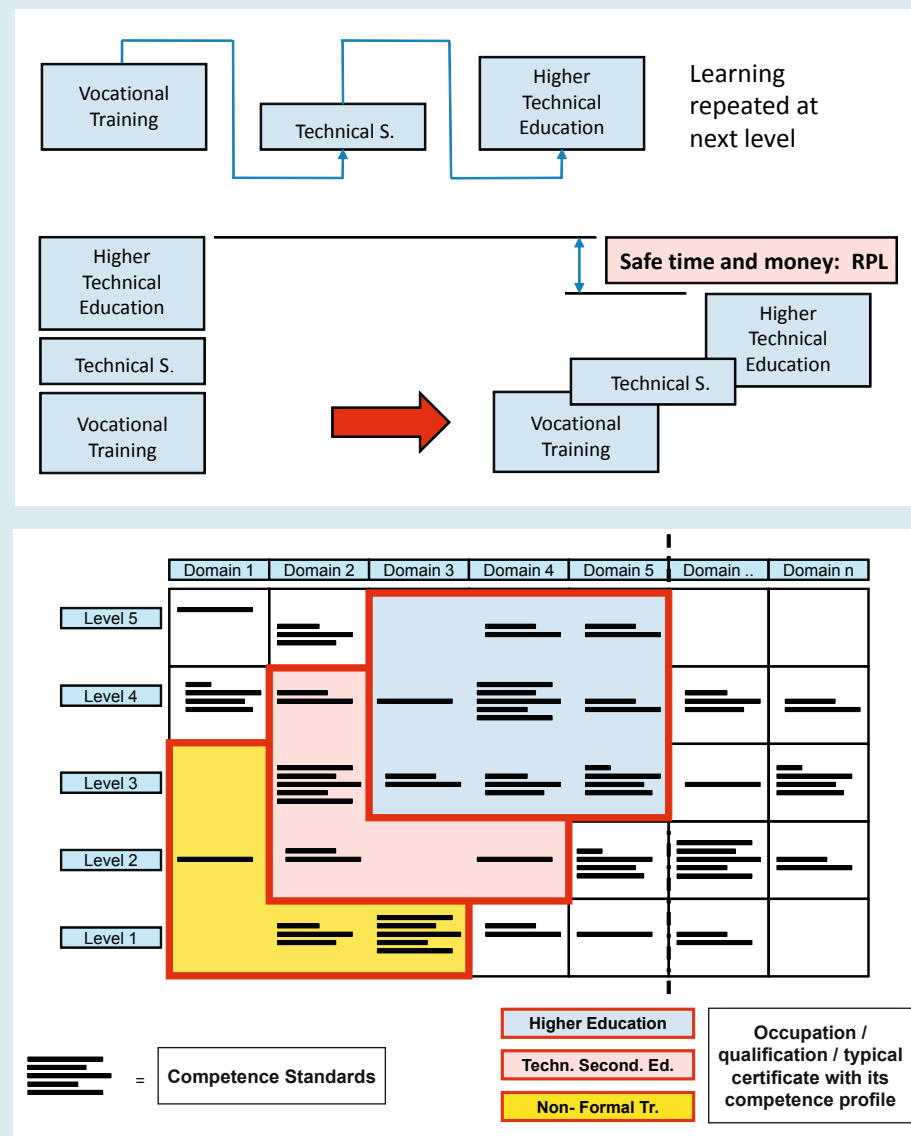 Vocational
Training
Technical S.
Higher
Technical
Education
Learning
repeated at
next level
Higher
Technical
Education
Technical S.
Vocational
Training
Safe time and money: RPL
Higher
Technical
Education
Technical S.
Vocational
Training
Domain 1 Domain 2 Domain 3 Domain 4 Domain 5 Domain .. Domain n
Level 5
Level 4
Level 3
Level 2
Level 1
= Competence Standards
Higher Education
Techn. Second. Ed.
Non- Formal Tr.
Occupation /
qualification / typical
certificate with its
competence profile